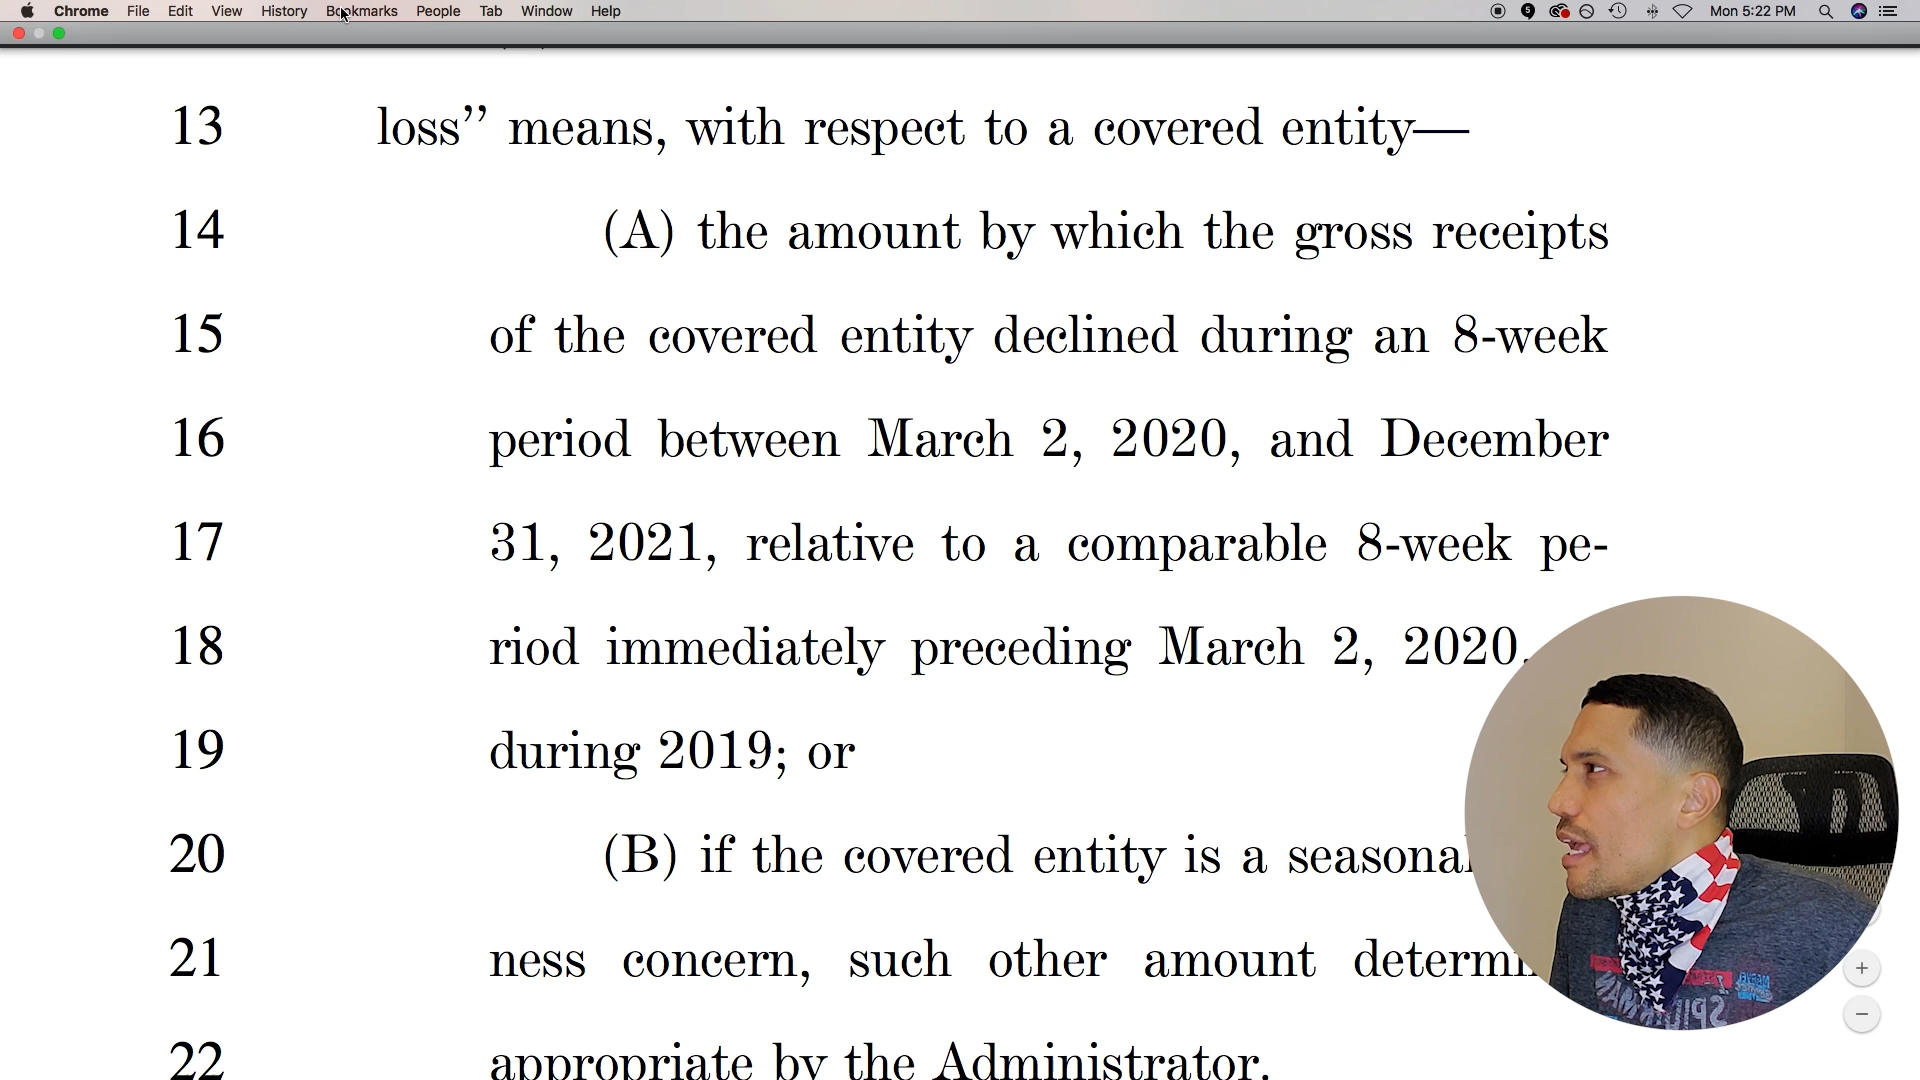 Chrome File Edit View History Bookmarks People Tab Window Help Mon 5:22 PM
13 loss” means, with respect to a covered entity—
14 (A) the amount by which the gross receipts
15 of the covered entity declined during an 8-week
16 period between March 2, 2020, and December
17 31, 2021, relative to a comparable 8-week pe-
18 riod immediately preceding March 2, 2020,
19 during 2019; or
20 (B) if the covered entity is a seasonal
21 ness concern, such other amount
22 appropriate by the Administrator.